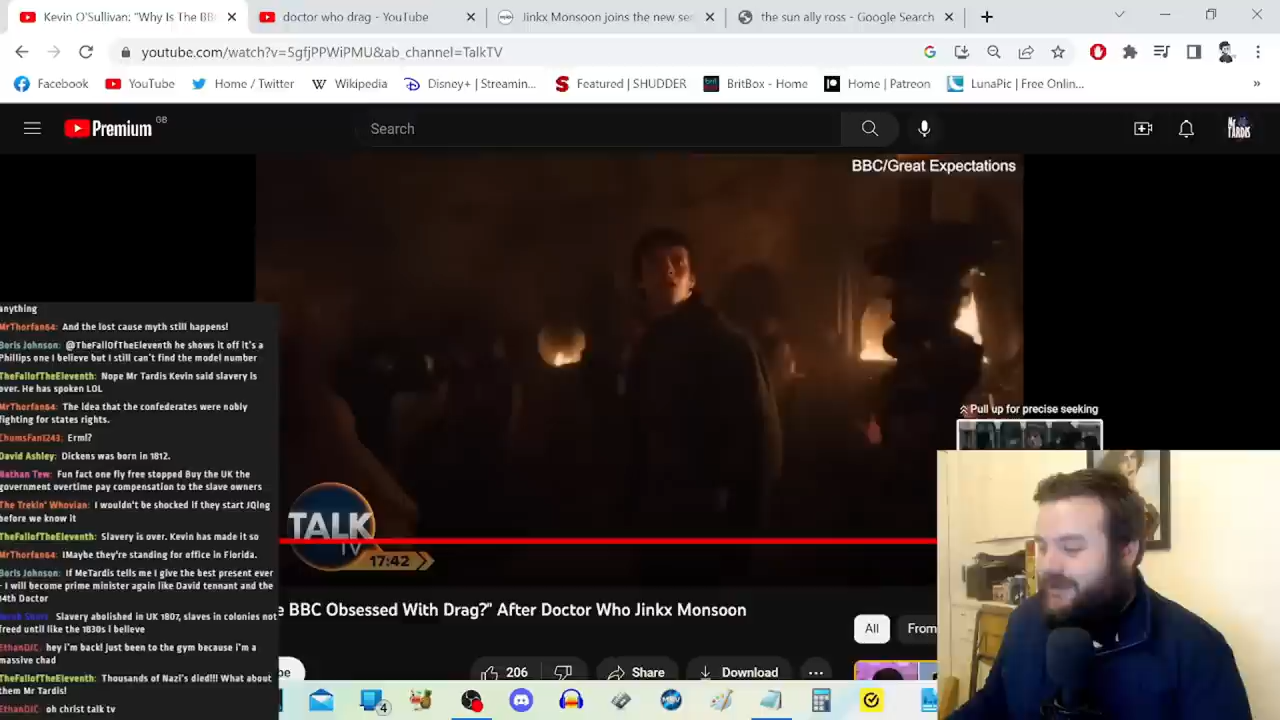 Kevin O'Sullivan: "Why Is The BB
doctor who drag - YouTube
Jinkx Monsoon joins the new ser
the sun ally ross - Google Search
youtube.com/watch?v=5gfjPPWiPMU&ab_channel=TalkTV
Facebook
YouTube
Home / Twitter
Wikipedia
Disney+ | Streamin...
Featured | SHUDDER
BritBox - Home
Home | Patreon
LunaPic | Free Onlin...
»
Premium GB
Search
MR TARDIS
BBC/Great Expectations
Pull up for precise seeking
anything
MrThorfan64: And the lost cause myth still happens!
Boris Johnson: @TheFallOfTheEleventh he shows it off It's a
Phillips one I believe but I still can't find the model number
TheFalloftheEleventh: Nope Mr Tardis Kevin said slavery is
over. He has spoken LOL
MrThorfan64: The idea that the confederates were nobly
fighting for states rights.
ChumsFan1243: Erml?
David Ashley: Dickens was born in 1812.
Nathan Tew: Fun fact one fly free stopped Buy the UK the
government overtime pay compensation to the slave owners
The Trekin' Whovian: I wouldn't be shocked if they start JQing
before we know it
TheFalloftheEleventh: Slavery is over. Kevin has made it so
MrThorfan64: IMaybe they're standing for office in Florida.
Boris Johnson: If MeTardis tells me I give the best present ever
- I will become prime minister again like David tennant and the
14th Doctor
Slavery abolished in UK 1807, slaves in colonies not
freed until like the 1830s i believe
EthanDJC: hey i'm back! just been to the gym because i'm a
massive chad
TheFalloftheEleventh: Thousands of Nazi's died!!! What about
them Mr Tardis!
EthanDJC: oh christ talk tv
TALK
TV
17:42
e BBC Obsessed With Drag?" After Doctor Who Jinkx Monsoon
All
From
be
206
Share
Download
4